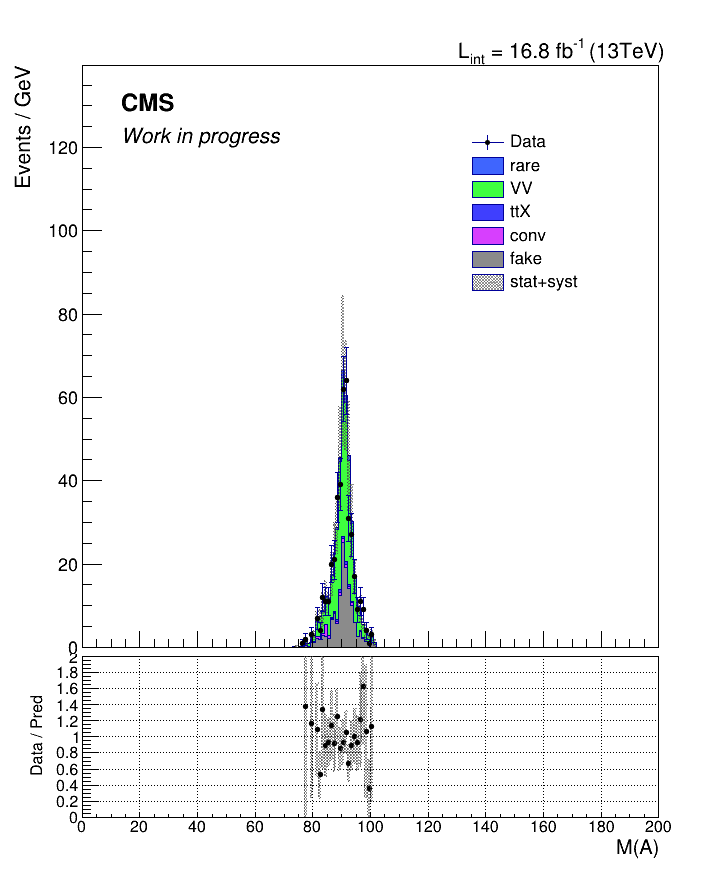 L_int = 16.8 fb^-1 (13TeV)
Events / GeV
CMS
Work in progress
Data
rare
VV
ttX
conv
fake
stat+syst
120
100
80
60
40
20
0
Data / Pred
2
1.8
1.6
1.4
1.2
1
0.8
0.6
0.4
0.2
0
0 20 40 60 80 100 120 140 160 180 200
M(A)